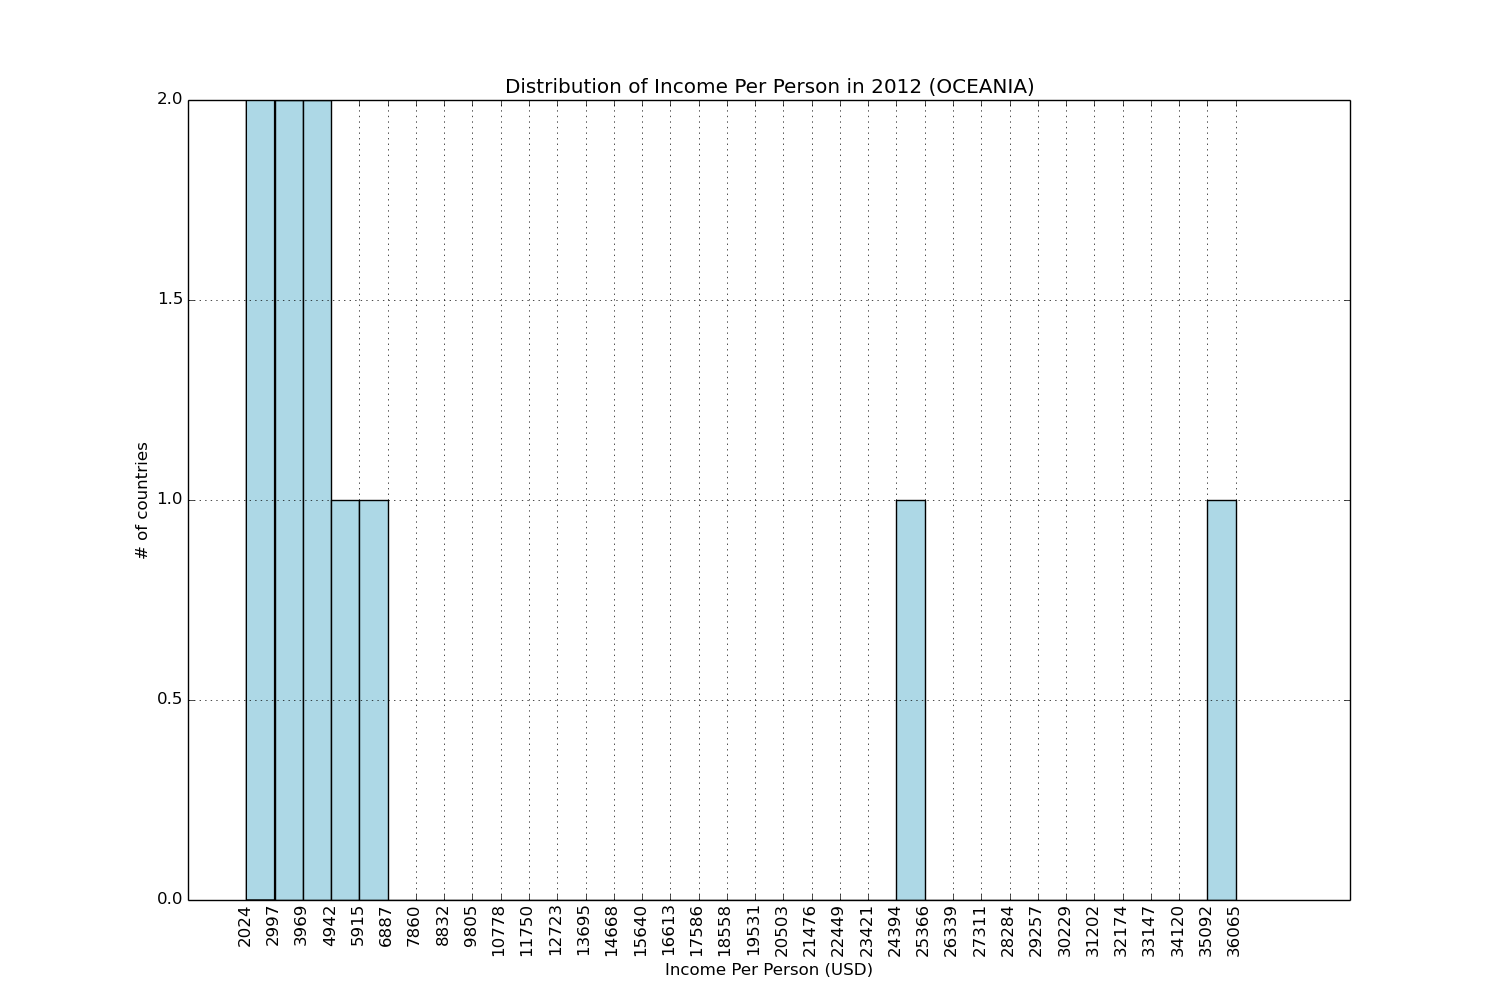 Distribution of Income Per Person in 2012 (OCEANIA)
2.0
1.5
1.0
0.5
0.0
# of countries
2024 2997 3969 4942 5915 6887 7860 8832 9805 10778 11750 12723 13695 14668 15640 16613 17586 18558 19531 20503 21476 22449 23421 24394 25366 26339 27311 28284 29257 30229 31202 32174 33147 34120 35092 36065
Income Per Person (USD)